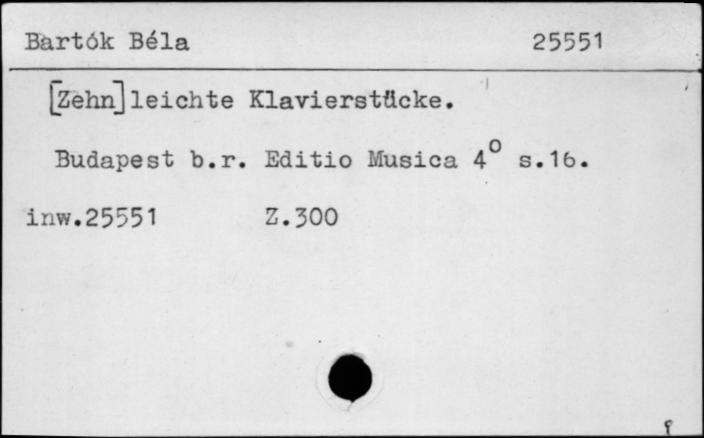 Bartók Béla 25551
[Zehn] leichte Klavierstücke.
Budapest b.r. Editio Musica 4° s.16.
inw.25551 Z.300